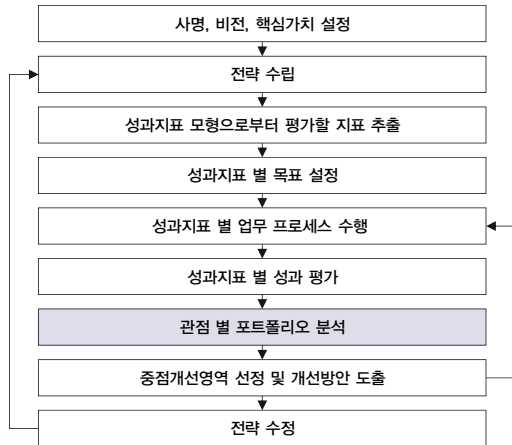 사명, 비전, 핵심가치 설정
전략 수립
성과지표 모형으로부터 평가할 지표 추출
성과지표 별 목표 설정
성과지표 별 업무 프로세스 수행
성과지표 별 성과 평가
관점 별 포트폴리오 분석
중점개선영역 선정 및 개선방안 도출
전략 수정